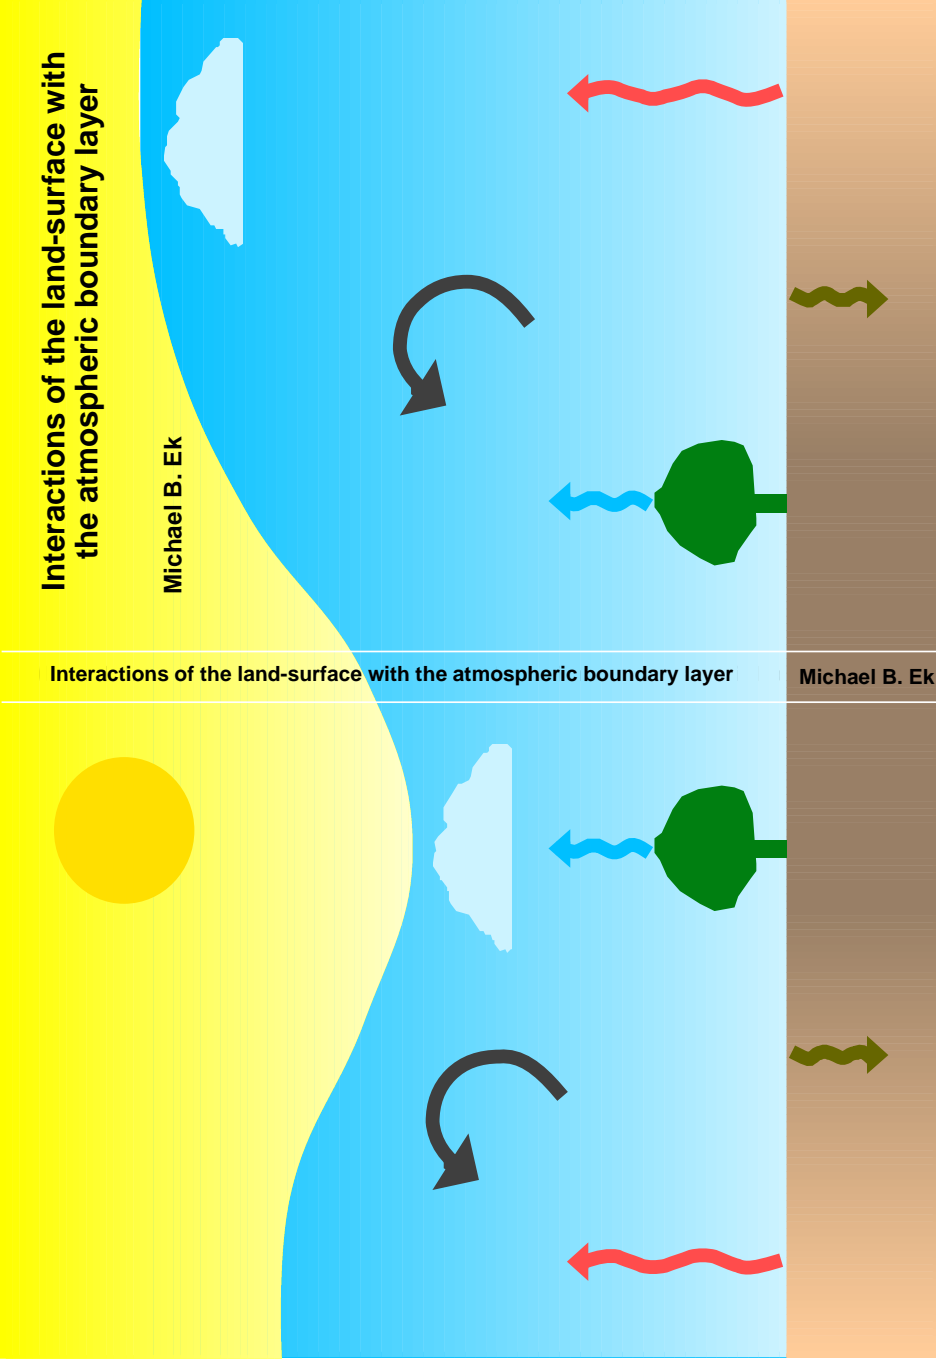 Interactions of the land-surface with
the atmospheric boundary layer
Michael B. Ek
Interactions of the land-surface with the atmospheric boundary layer
Michael B. Ek